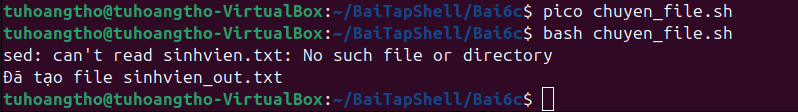 tuhoangtho@tuhoangtho-VirtualBox:~/BaiTapShell/Bai6c$ pico chuyen_file.sh
tuhoangtho@tuhoangtho-VirtualBox:~/BaiTapShell/Bai6c$ bash chuyen_file.sh
sed: can't read sinhvien.txt: No such file or directory
Đã tạo file sinhvien_out.txt
tuhoangtho@tuhoangtho-VirtualBox:~/BaiTapShell/Bai6c$